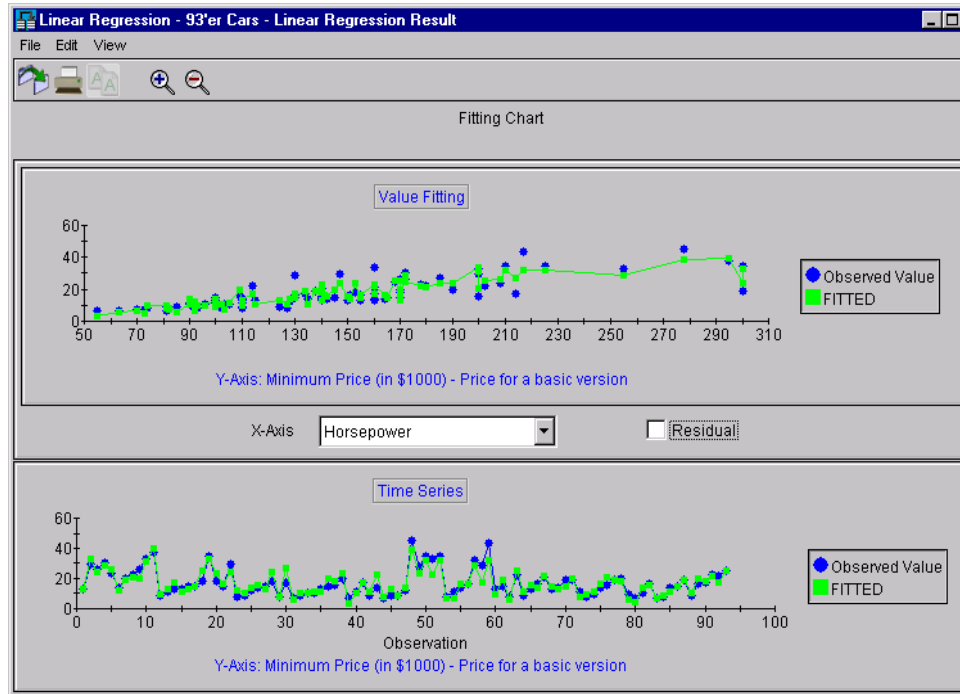 Linear Regression - 93'er Cars - Linear Regression Result
File Edit View
Fitting Chart
Value Fitting
60
40
20
0
50 70 90 110 130 150 170 190 210 230 250 270 290 310
Observed Value
FITTED
Y-Axis: Minimum Price (in $1000) - Price for a basic version
X-Axis Horsepower Residual
Time Series
60
40
20
0
0 10 20 30 40 50 60 70 80 90 100
Observed Value
FITTED
Observation
Y-Axis: Minimum Price (in $1000) - Price for a basic version